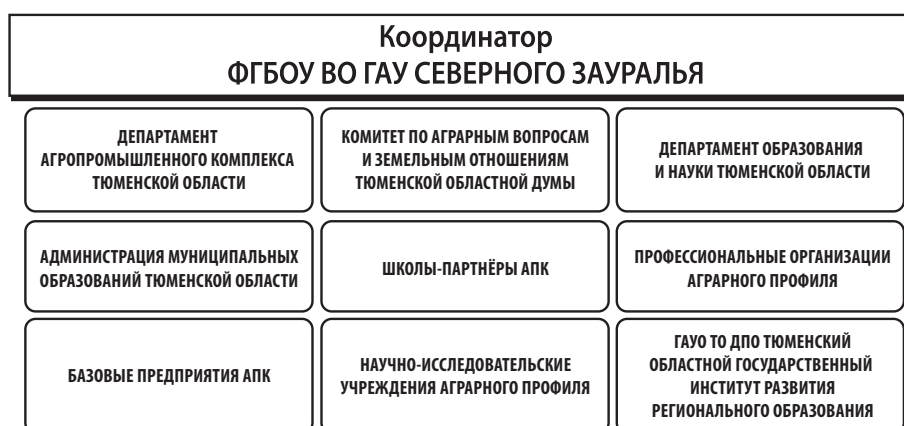 Координатор
ФГБОУ ВО ГАУ СЕВЕРНОГО ЗАУРАЛЬЯ
ДЕПАРТАМЕНТ
АГРОПРОМЫШЛЕННОГО КОМПЛЕКСА
ТЮМЕНСКОЙ ОБЛАСТИ
КОМИТЕТ ПО АГРАРНЫМ ВОПРОСАМ
И ЗЕМЕЛЬНЫМ ОТНОШЕНИЯМ
ТЮМЕНСКОЙ ОБЛАСТНОЙ ДУМЫ
ДЕПАРТАМЕНТ ОБРАЗОВАНИЯ
И НАУКИ ТЮМЕНСКОЙ ОБЛАСТИ
АДМИНИСТРАЦИЯ МУНИЦИПАЛЬНЫХ
ОБРАЗОВАНИЙ ТЮМЕНСКОЙ ОБЛАСТИ
ШКОЛЫ-ПАРТНЁРЫ АПК
ПРОФЕССИОНАЛЬНЫЕ ОРГАНИЗАЦИИ
АГРАРНОГО ПРОФИЛЯ
БАЗОВЫЕ ПРЕДПРИЯТИЯ АПК
НАУЧНО-ИССЛЕДОВАТЕЛЬСКИЕ
УЧРЕЖДЕНИЯ АГРАРНОГО ПРОФИЛЯ
ГАУО ТО ДПО ТЮМЕНСКИЙ
ОБЛАСТНОЙ ГОСУДАРСТВЕННЫЙ
ИНСТИТУТ РАЗВИТИЯ
РЕГИОНАЛЬНОГО ОБРАЗОВАНИЯ